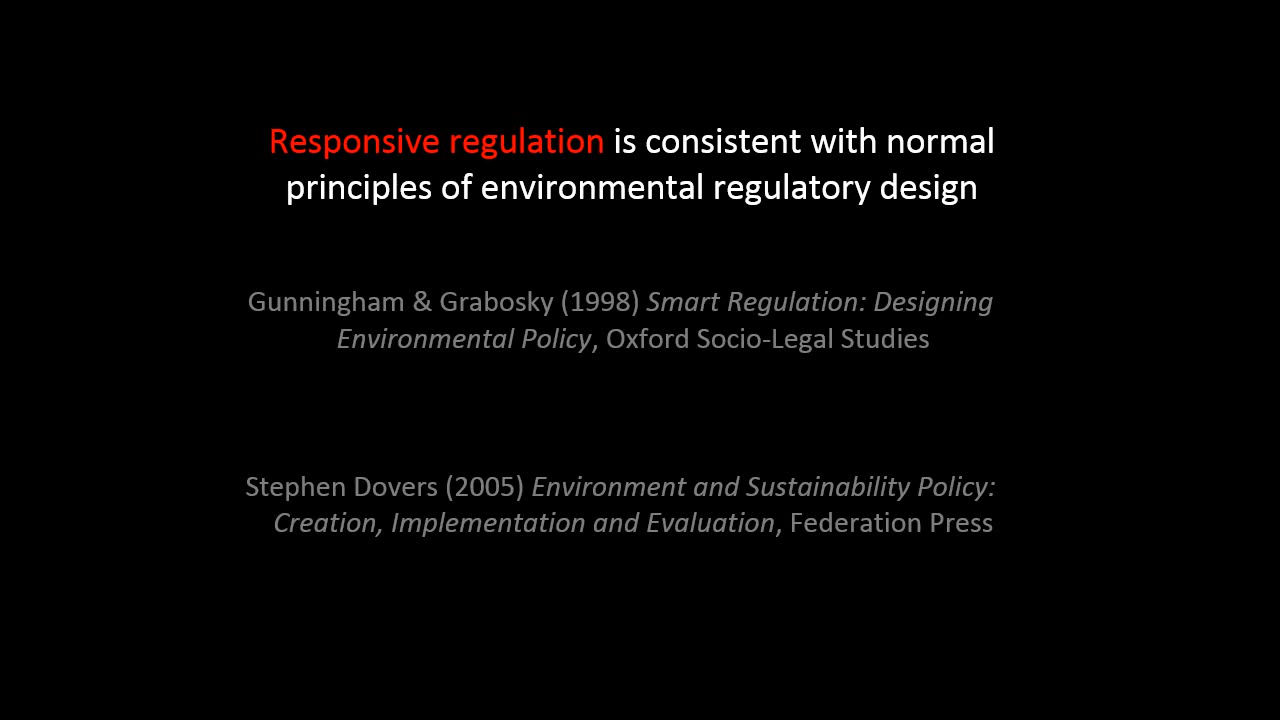 Responsive regulation is consistent with normal
principles of environmental regulatory design
Gunningham & Grabosky (1998) Smart Regulation: Designing
Environmental Policy, Oxford Socio-Legal Studies
Stephen Dovers (2005) Environment and Sustainability Policy:
Creation, Implementation and Evaluation, Federation Press